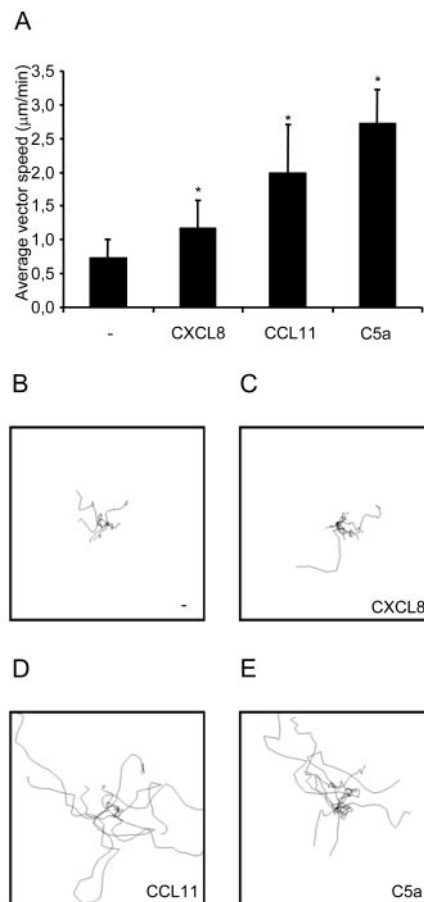 A
Average vector speed (µm/min)
3,5
3,0
2,5
2,0
1,5
1,0
0,5
0,0
* * *
- CXCL8 CCL11 C5a
B C
- CXCL8
D E
CCL11 C5a